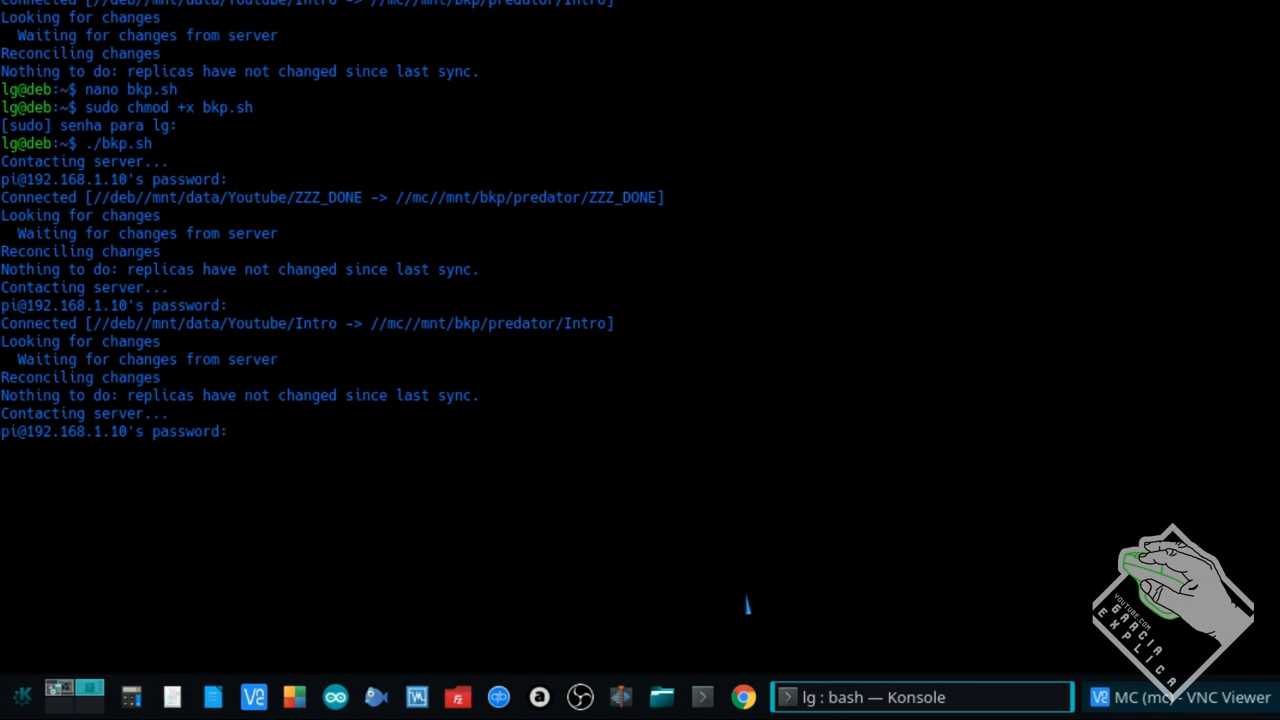 Connected [//deb//mnt/data/Youtube/Intro -> //mc//mnt/bkp/predator/Intro]
Looking for changes
  Waiting for changes from server
Reconciling changes
Nothing to do: replicas have not changed since last sync.
lg@deb:~$ nano bkp.sh
lg@deb:~$ sudo chmod +x bkp.sh
[sudo] senha para lg:
lg@deb:~$ ./bkp.sh
Contacting server...
pi@192.168.1.10's password:
Connected [//deb//mnt/data/Youtube/ZZZ_DONE -> //mc//mnt/bkp/predator/ZZZ_DONE]
Looking for changes
  Waiting for changes from server
Reconciling changes
Nothing to do: replicas have not changed since last sync.
Contacting server...
pi@192.168.1.10's password:
Connected [//deb//mnt/data/Youtube/Intro -> //mc//mnt/bkp/predator/Intro]
Looking for changes
  Waiting for changes from server
Reconciling changes
Nothing to do: replicas have not changed since last sync.
Contacting server...
pi@192.168.1.10's password:
YOUTUBE.COM
GARCIA
EXPLICA
lg : bash — Konsole
MC (mc) - VNC Viewer